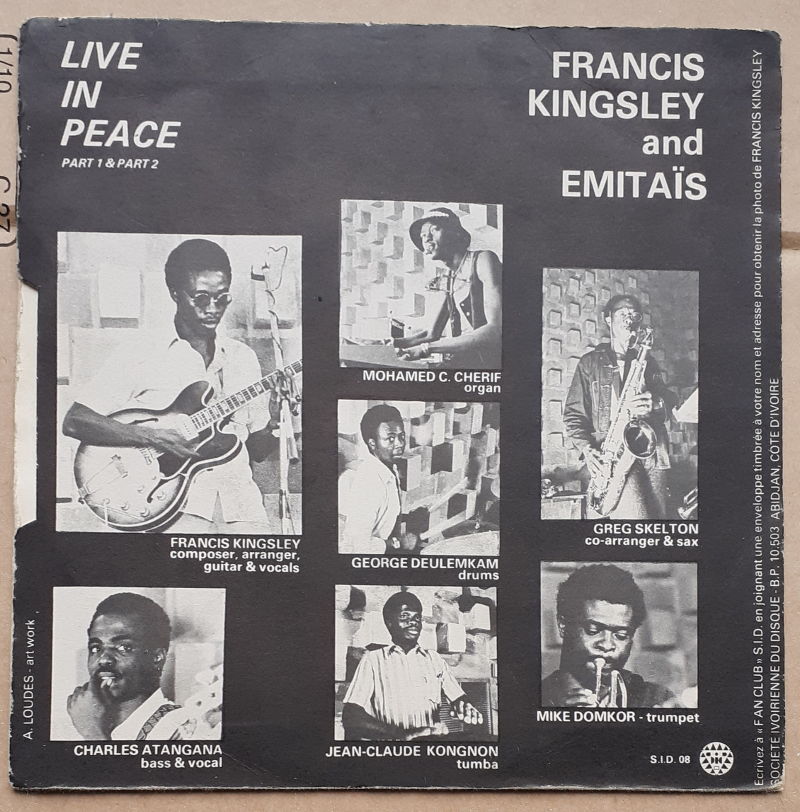 LIVE
IN
PEACE
PART 1 & PART 2
FRANCIS
KINGSLEY
and
EMITAÏS
MOHAMED C. CHERIF
organ
FRANCIS KINGSLEY
composer, arranger,
guitar & vocals
GEORGE DEULEMKAM
drums
GREG SKELTON
co-arranger & sax
CHARLES ATANGANA
bass & vocal
JEAN-CLAUDE KONGNON
tumba
MIKE DOMKOR - trumpet
S.I.D. 08
A. LOUDES - art work
Ecrivez à « FAN CLUB » S.I.D. en joignant une enveloppe timbrée à votre nom et adresse pour obtenir la photo de FRANCIS KINGSLEY
SOCIETE IVOIRIENNE DU DISQUE - B.P. 10.503 ABIDJAN, COTE D'IVOIRE